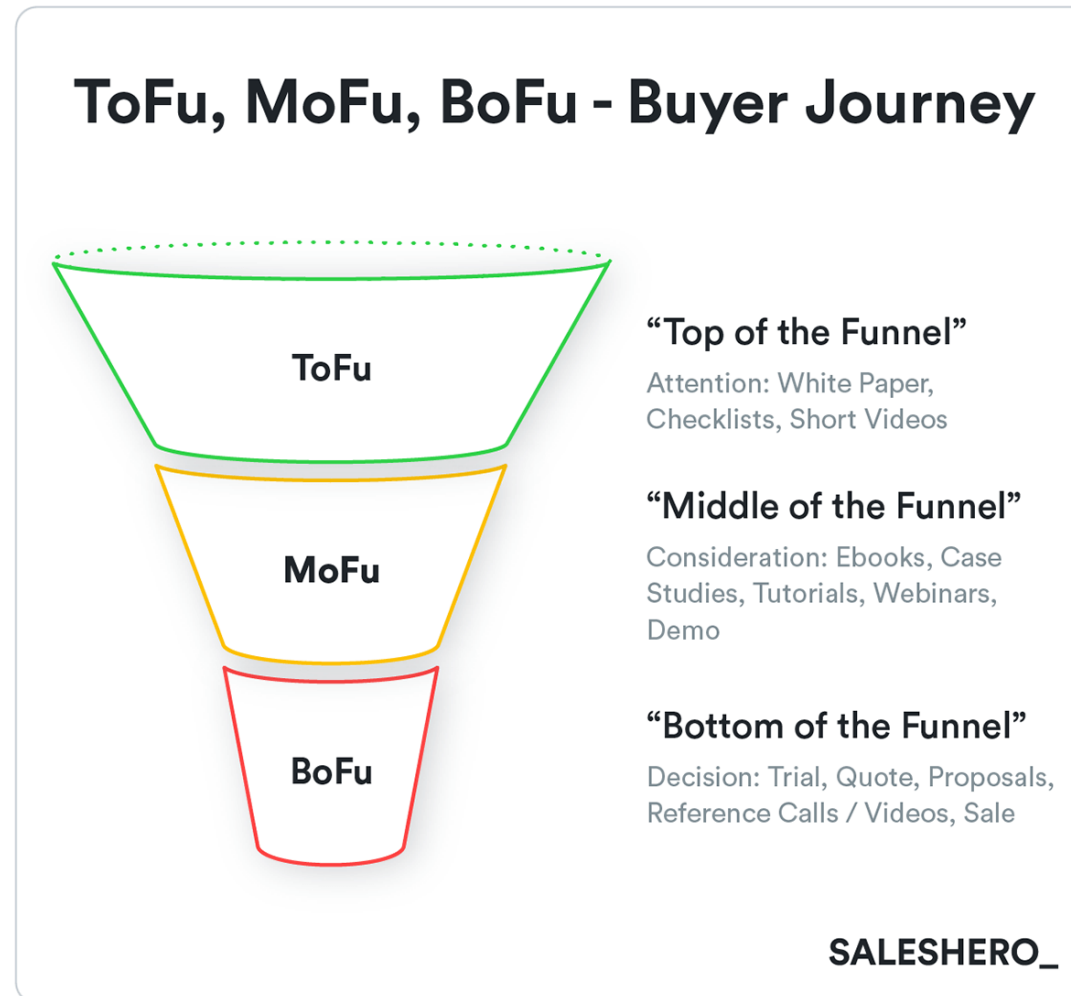 ToFu, MoFu, BoFu - Buyer Journey
ToFu
“Top of the Funnel”
Attention: White Paper,
Checklists, Short Videos
MoFu
“Middle of the Funnel”
Consideration: Ebooks, Case
Studies, Tutorials, Webinars,
Demo
BoFu
“Bottom of the Funnel”
Decision: Trial, Quote, Proposals,
Reference Calls / Videos, Sale
SALESHERO_